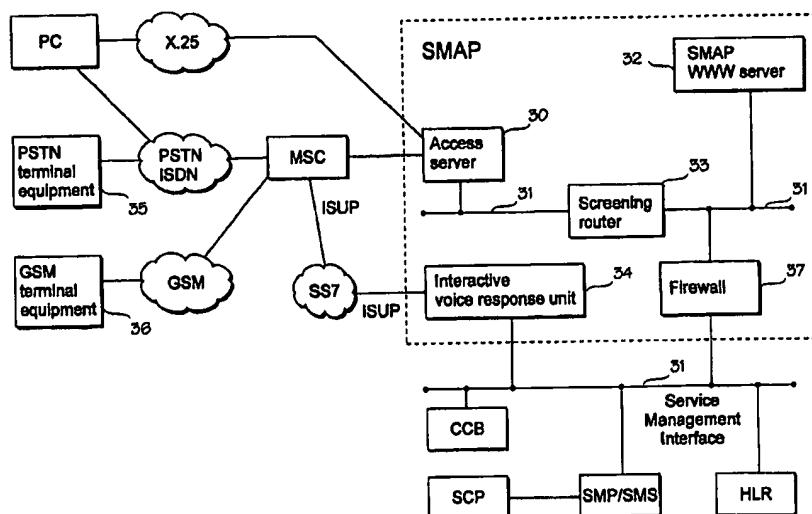 PC
X.25
SMAP
32
SMAP
WWW server
30
Access
server
PSTN
terminal
equipment
35
PSTN
ISDN
MSC
31
33
Screening
router
31
ISUP
GSM
terminal
equipment
36
GSM
SS7
ISUP
Interactive
voice response unit
34
Firewall
37
31
Service
Management
Interface
CCB
SCP
SMP/SMS
HLR